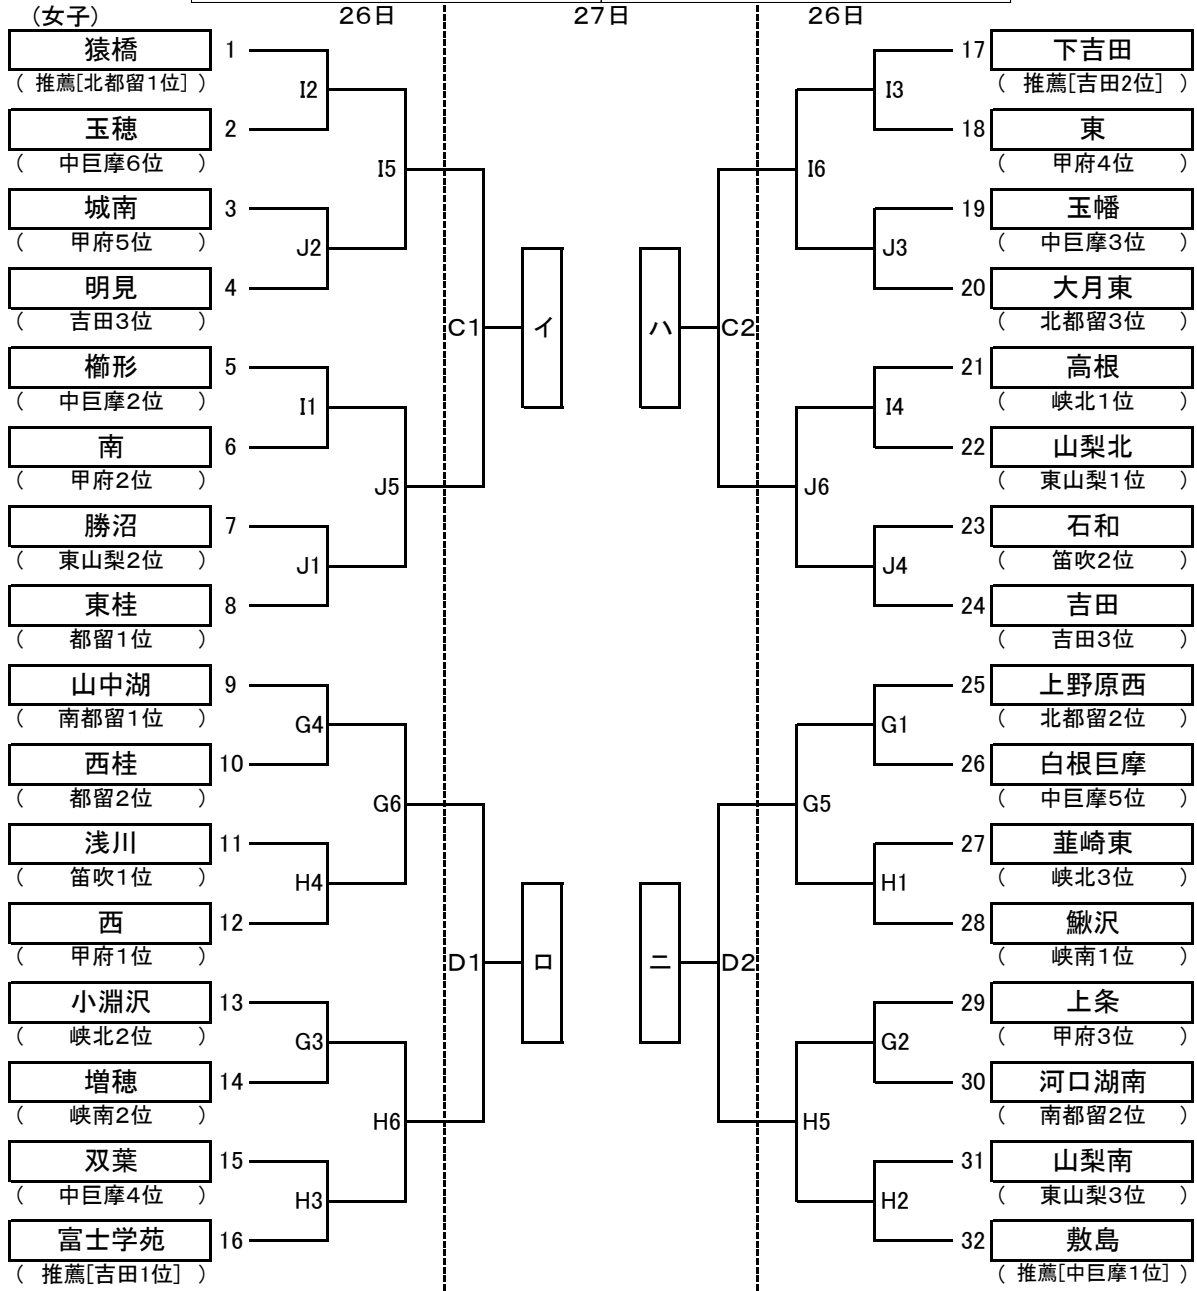 （女子）
26日 27日 26日
猿橋 1
（ 推薦[北都留1位] ）
I2
玉穂 2
（ 中巨摩6位 ）
I5
城南 3
（ 甲府5位 ）
J2
明見 4
（ 吉田3位 ）
C1 イ
櫛形 5
（ 中巨摩2位 ）
I1
南 6
（ 甲府2位 ）
J5
勝沼 7
（ 東山梨2位 ）
J1
東桂 8
（ 都留1位 ）
山中湖 9
（ 南都留1位 ）
G4
西桂 10
（ 都留2位 ）
G6
浅川 11
（ 笛吹1位 ）
H4
西 12
（ 甲府1位 ）
D1 ロ
小淵沢 13
（ 峡北2位 ）
G3
増穂 14
（ 峡南2位 ）
H6
双葉 15
（ 中巨摩4位 ）
H3
富士学苑 16
（ 推薦[吉田1位] ）
17 下吉田
（ 推薦[吉田2位] ）
I3
18 東
（ 甲府4位 ）
I6
19 玉幡
（ 中巨摩3位 ）
J3
20 大月東
（ 北都留3位 ）
ハ C2
21 高根
（ 峡北1位 ）
I4
22 山梨北
（ 東山梨1位 ）
J6
23 石和
（ 笛吹2位 ）
J4
24 吉田
（ 吉田3位 ）
25 上野原西
（ 北都留2位 ）
G1
26 白根巨摩
（ 中巨摩5位 ）
G5
27 韮崎東
（ 峡北3位 ）
H1
28 鰍沢
（ 峡南1位 ）
ニ D2
29 上条
（ 甲府3位 ）
G2
30 河口湖南
（ 南都留2位 ）
H5
31 山梨南
（ 東山梨3位 ）
H2
32 敷島
（ 推薦[中巨摩1位] ）